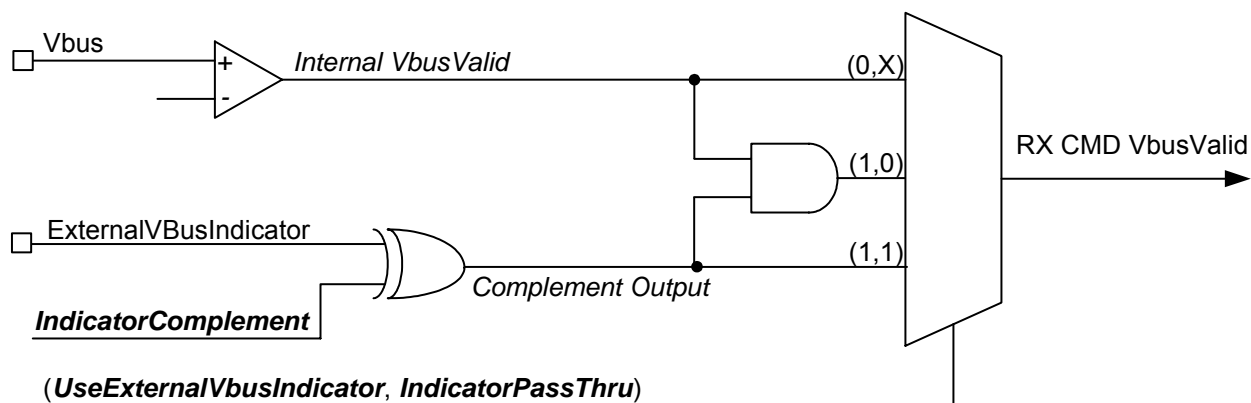 Vbus
+
-
Internal VbusValid
(0,X)
(1,0)
RX CMD VbusValid
ExternalVBusIndicator
(1,1)
Complement Output
IndicatorComplement
(UseExternalVbusIndicator, IndicatorPassThru)